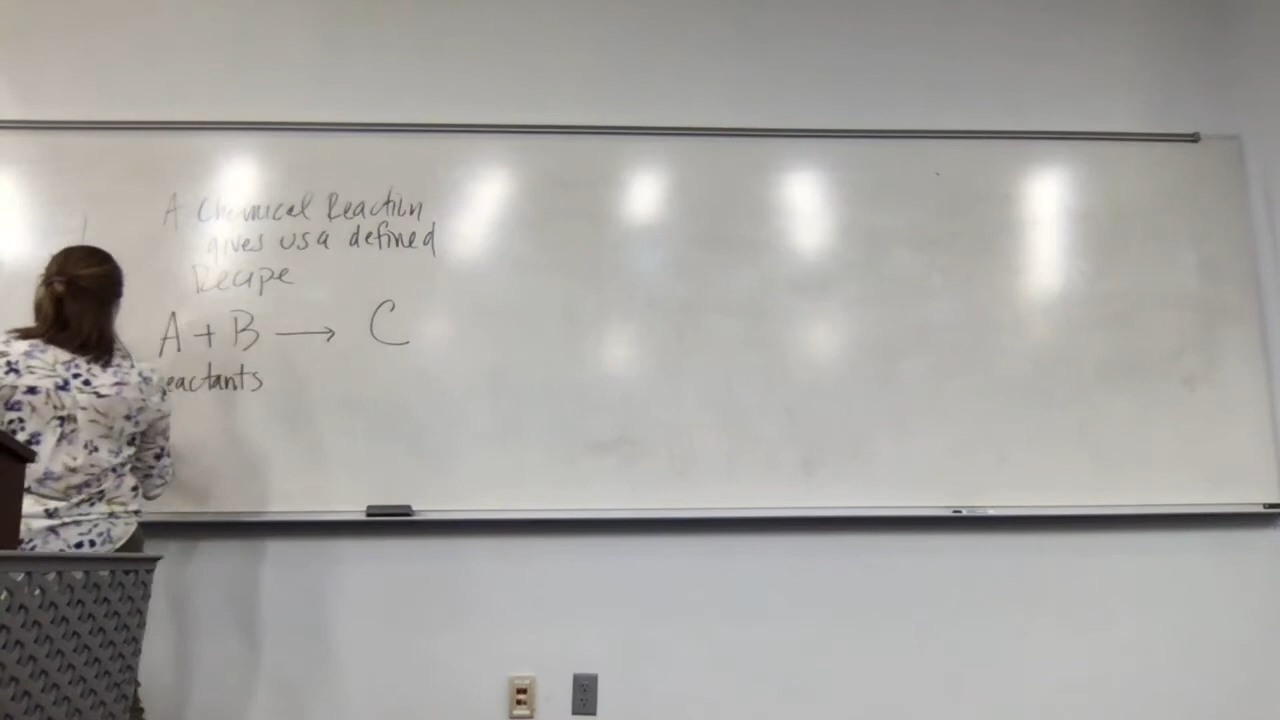 A Chemical Reaction
gives us a defined
Recipe
A + B → C
eactants